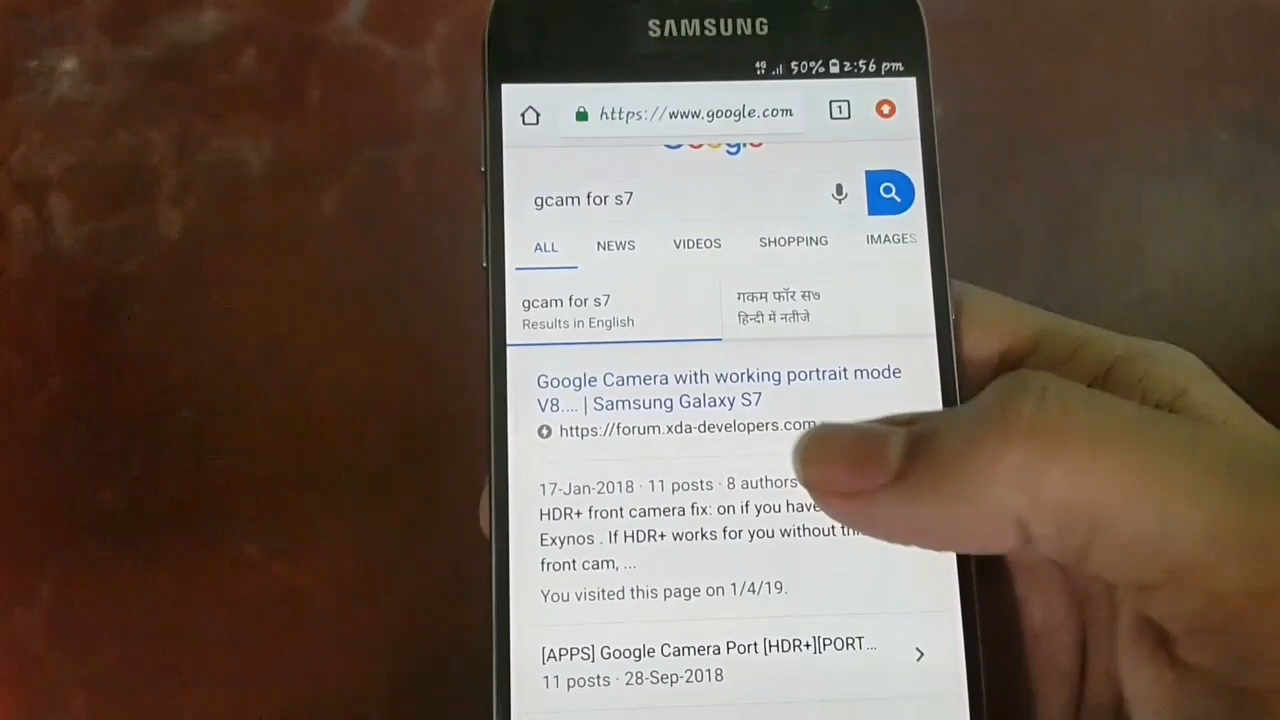 SAMSUNG
4G 50% 2:56 pm
https://www.google.com 1
Google
gcam for s7
ALL NEWS VIDEOS SHOPPING IMAGES
gcam for s7
Results in English
गकम फॉर स७
हिन्दी में नतीजे
Google Camera with working portrait mode
V8.... | Samsung Galaxy S7
https://forum.xda-developers.com
17-Jan-2018 · 11 posts · 8 authors
HDR+ front camera fix: on if you have
Exynos . If HDR+ works for you without
front cam, ...
You visited this page on 1/4/19.
[APPS] Google Camera Port [HDR+][PORT...
11 posts · 28-Sep-2018